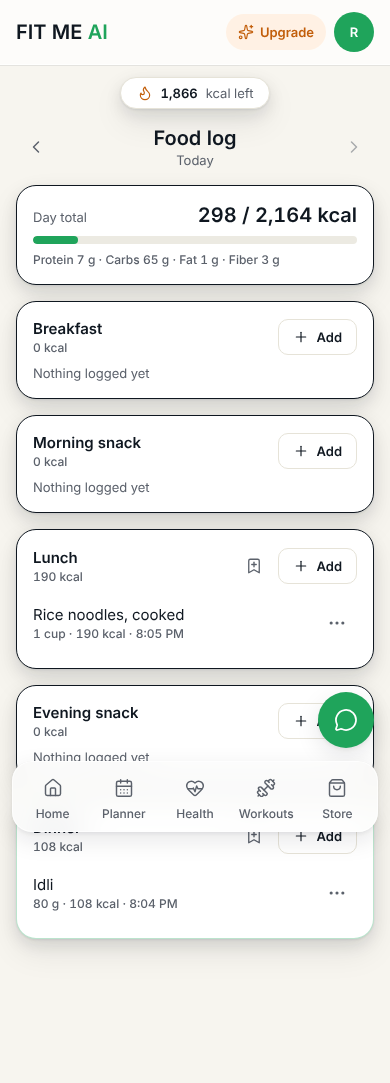 FIT ME AI
Upgrade
R
1,866 kcal left
Food log
Today
Day total
298 / 2,164 kcal
Protein 7 g · Carbs 65 g · Fat 1 g · Fiber 3 g
Breakfast
Add
0 kcal
Nothing logged yet
Morning snack
Add
0 kcal
Nothing logged yet
Lunch
Add
190 kcal
Rice noodles, cooked
1 cup · 190 kcal · 8:05 PM
Evening snack
0 kcal
Nothing logged yet
Home
Planner
Health
Workouts
Store
Add
108 kcal
Idli
80 g · 108 kcal · 8:04 PM